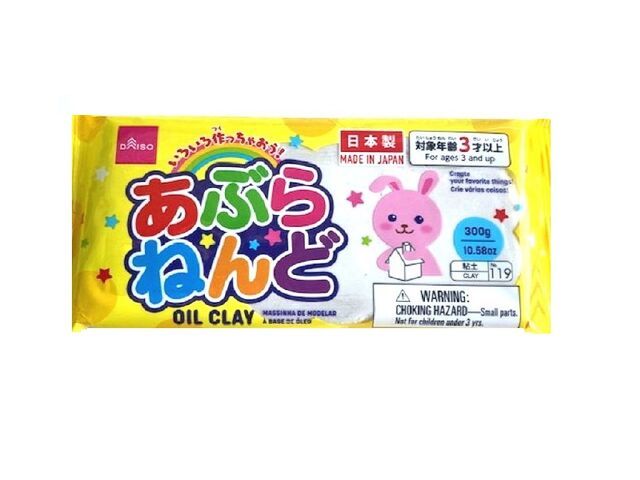 DAISO
いろいろ作っちゃおう!
あぶら
ねんど
OIL CLAY
MASSINHA DE MODELAR
À BASE DE ÓLEO
日本製
MADE IN JAPAN
対象年齢3才以上
For ages 3 and up
Create
your favorite things!
Crie várias coisas!
300g
10.58oz
粘土
CLAY
No.
119
WARNING:
CHOKING HAZARD—Small parts.
Not for children under 3 yrs.